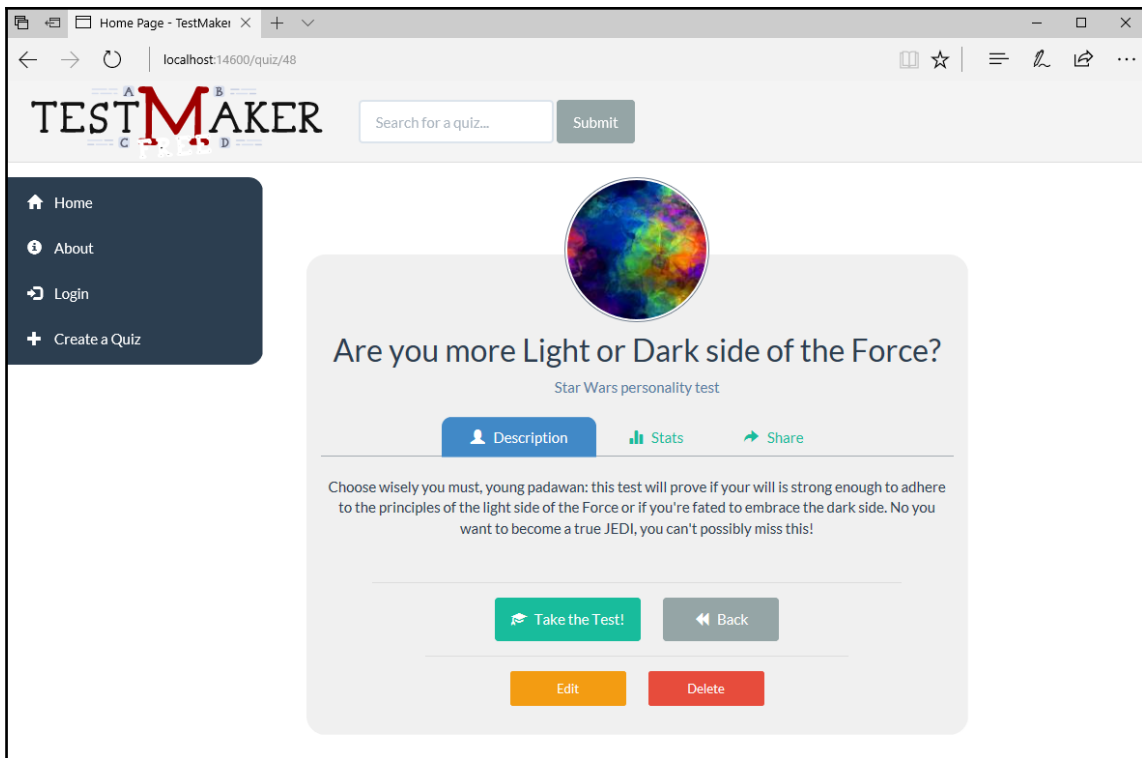 Home Page - TestMaker
localhost:14600/quiz/48
A B
TESTMAKER
C FREE D
Search for a quiz...
Submit
Home
About
Login
Create a Quiz
Are you more Light or Dark side of the Force?
Star Wars personality test
Description
Stats
Share
Choose wisely you must, young padawan: this test will prove if your will is strong enough to adhere
to the principles of the light side of the Force or if you're fated to embrace the dark side. No you
want to become a true JEDI, you can't possibly miss this!
Take the Test!
Back
Edit
Delete